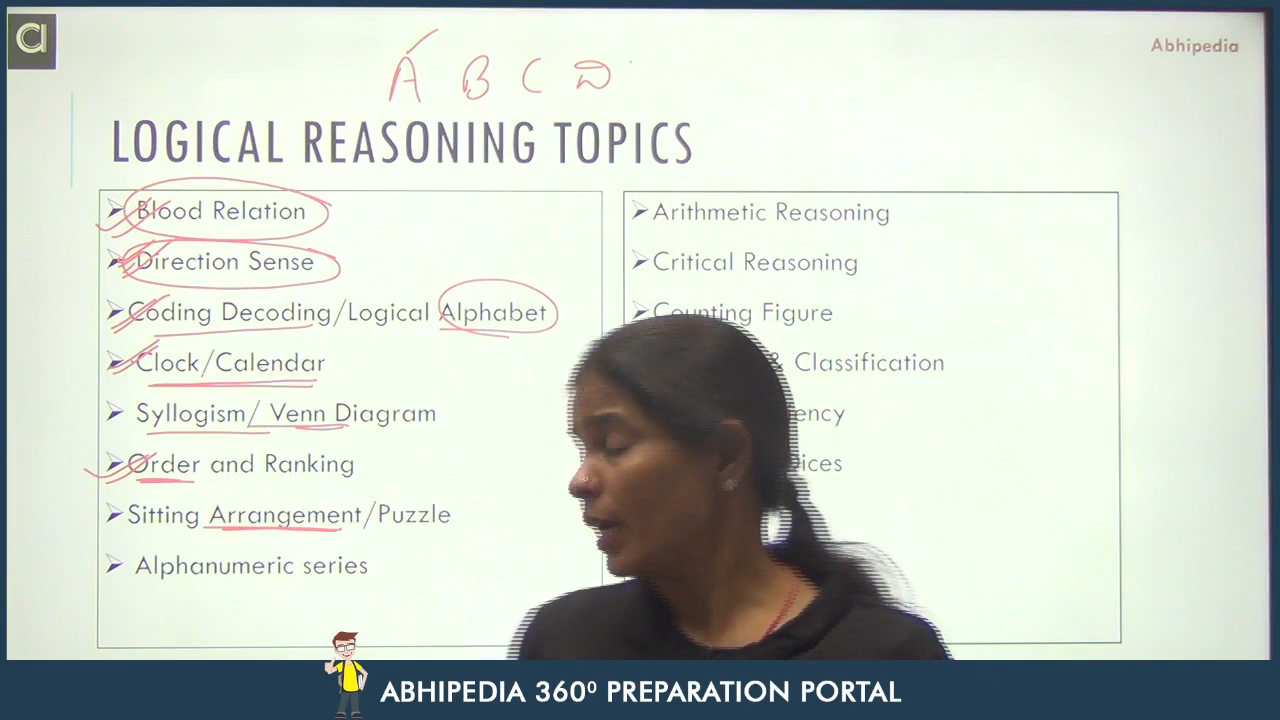 Abhipedia
A B C D
LOGICAL REASONING TOPICS
Blood Relation
Direction Sense
Coding Decoding/Logical Alphabet
Clock/Calendar
Syllogism/ Venn Diagram
Order and Ranking
Sitting Arrangement/Puzzle
Alphanumeric series
Arithmetic Reasoning
Critical Reasoning
Counting Figure
& Classification
ABHIPEDIA 360⁰ PREPARATION PORTAL